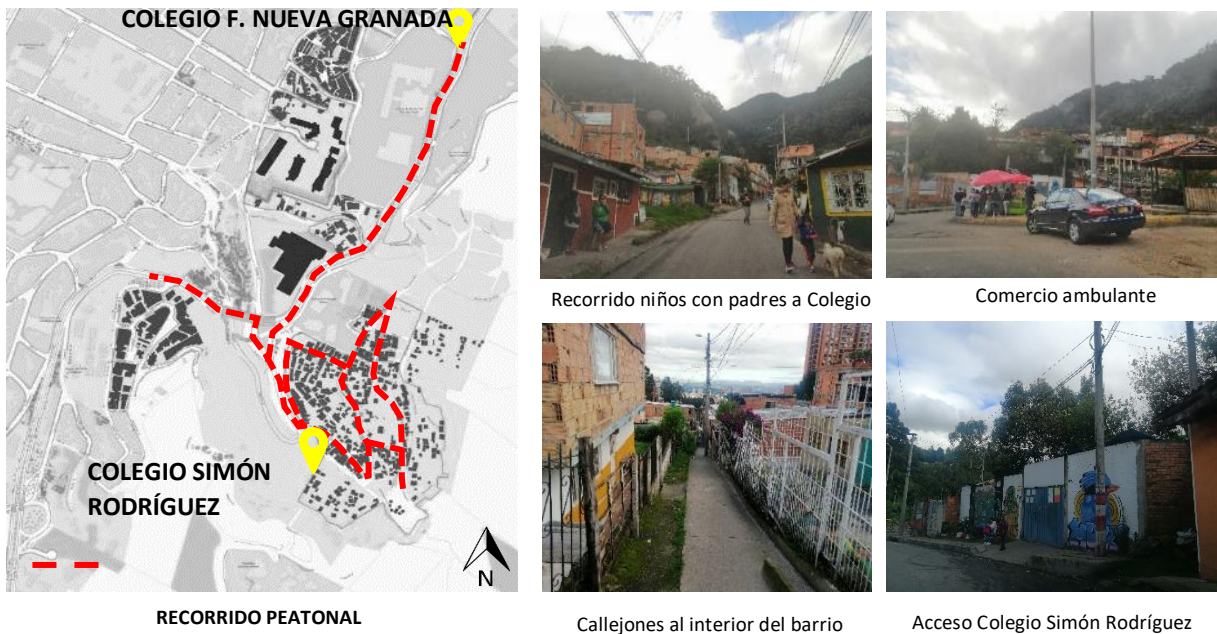 COLEGIO F. NUEVA GRANADA
COLEGIO SIMÓN
RODRÍGUEZ
N
RECORRIDO PEATONAL
Recorrido niños con padres a Colegio
Comercio ambulante
Callejones al interior del barrio
Acceso Colegio Simón Rodríguez